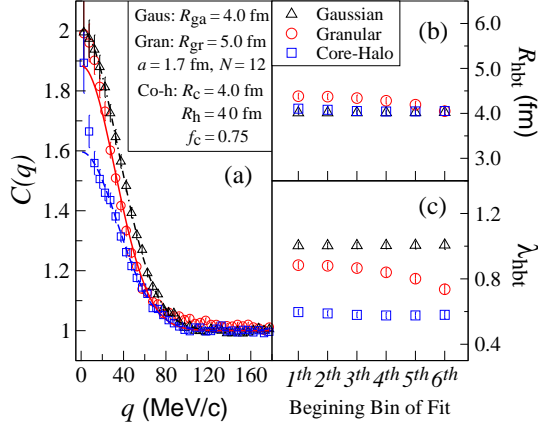 Gaus: Rga = 4.0 fm
Gran: Rgr = 5.0 fm
a = 1.7 fm, N = 12
Co-h: Rc = 4.0 fm
Rh = 40 fm
fc = 0.75
(a)
2
1.8
1.6
1.4
1.2
1
C(q)
0 40 80 120 160
q (MeV/c)
Gaussian
Granular
Core-Halo
(b)
6.0
4.5
4.0
3.0
Rhbt (fm)
(c)
1.0
0.8
0.4
λhbt
1th 2th 3th 4th 5th 6th
Begining Bin of Fit